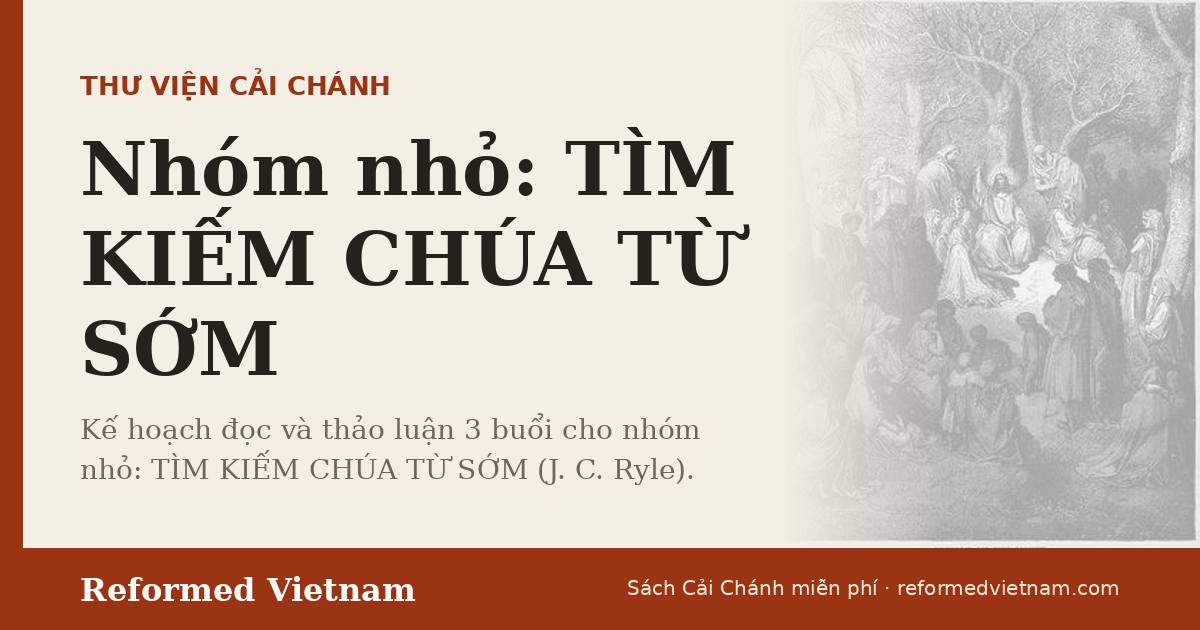 THƯ VIỆN CẢI CHÁNH
Nhóm nhỏ: TÌM
KIẾM CHÚA TỪ
SỚM
Kế hoạch đọc và thảo luận 3 buổi cho nhóm
nhỏ: TÌM KIẾM CHÚA TỪ SỚM (J. C. Ryle).
Reformed Vietnam
Sách Cải Chánh miễn phí · reformedvietnam.com